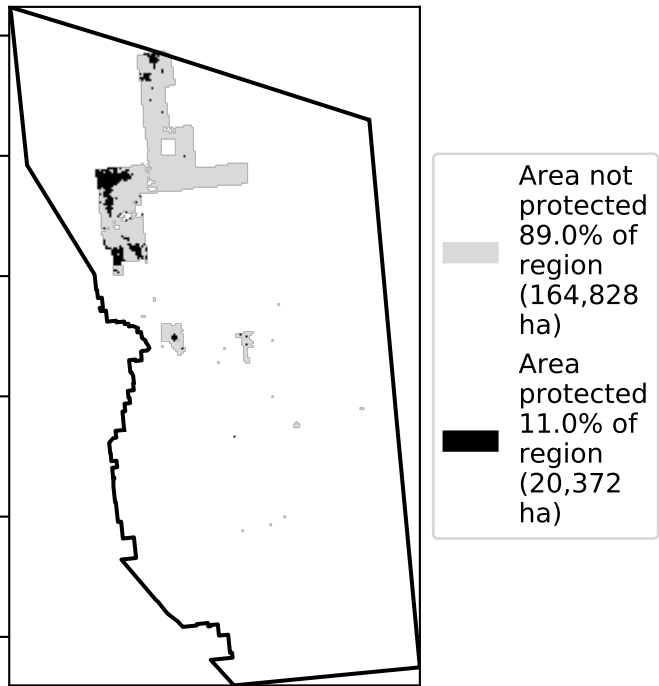 Area not
protected
89.0% of
region
(164,828
ha)
Area
protected
11.0% of
region
(20,372
ha)